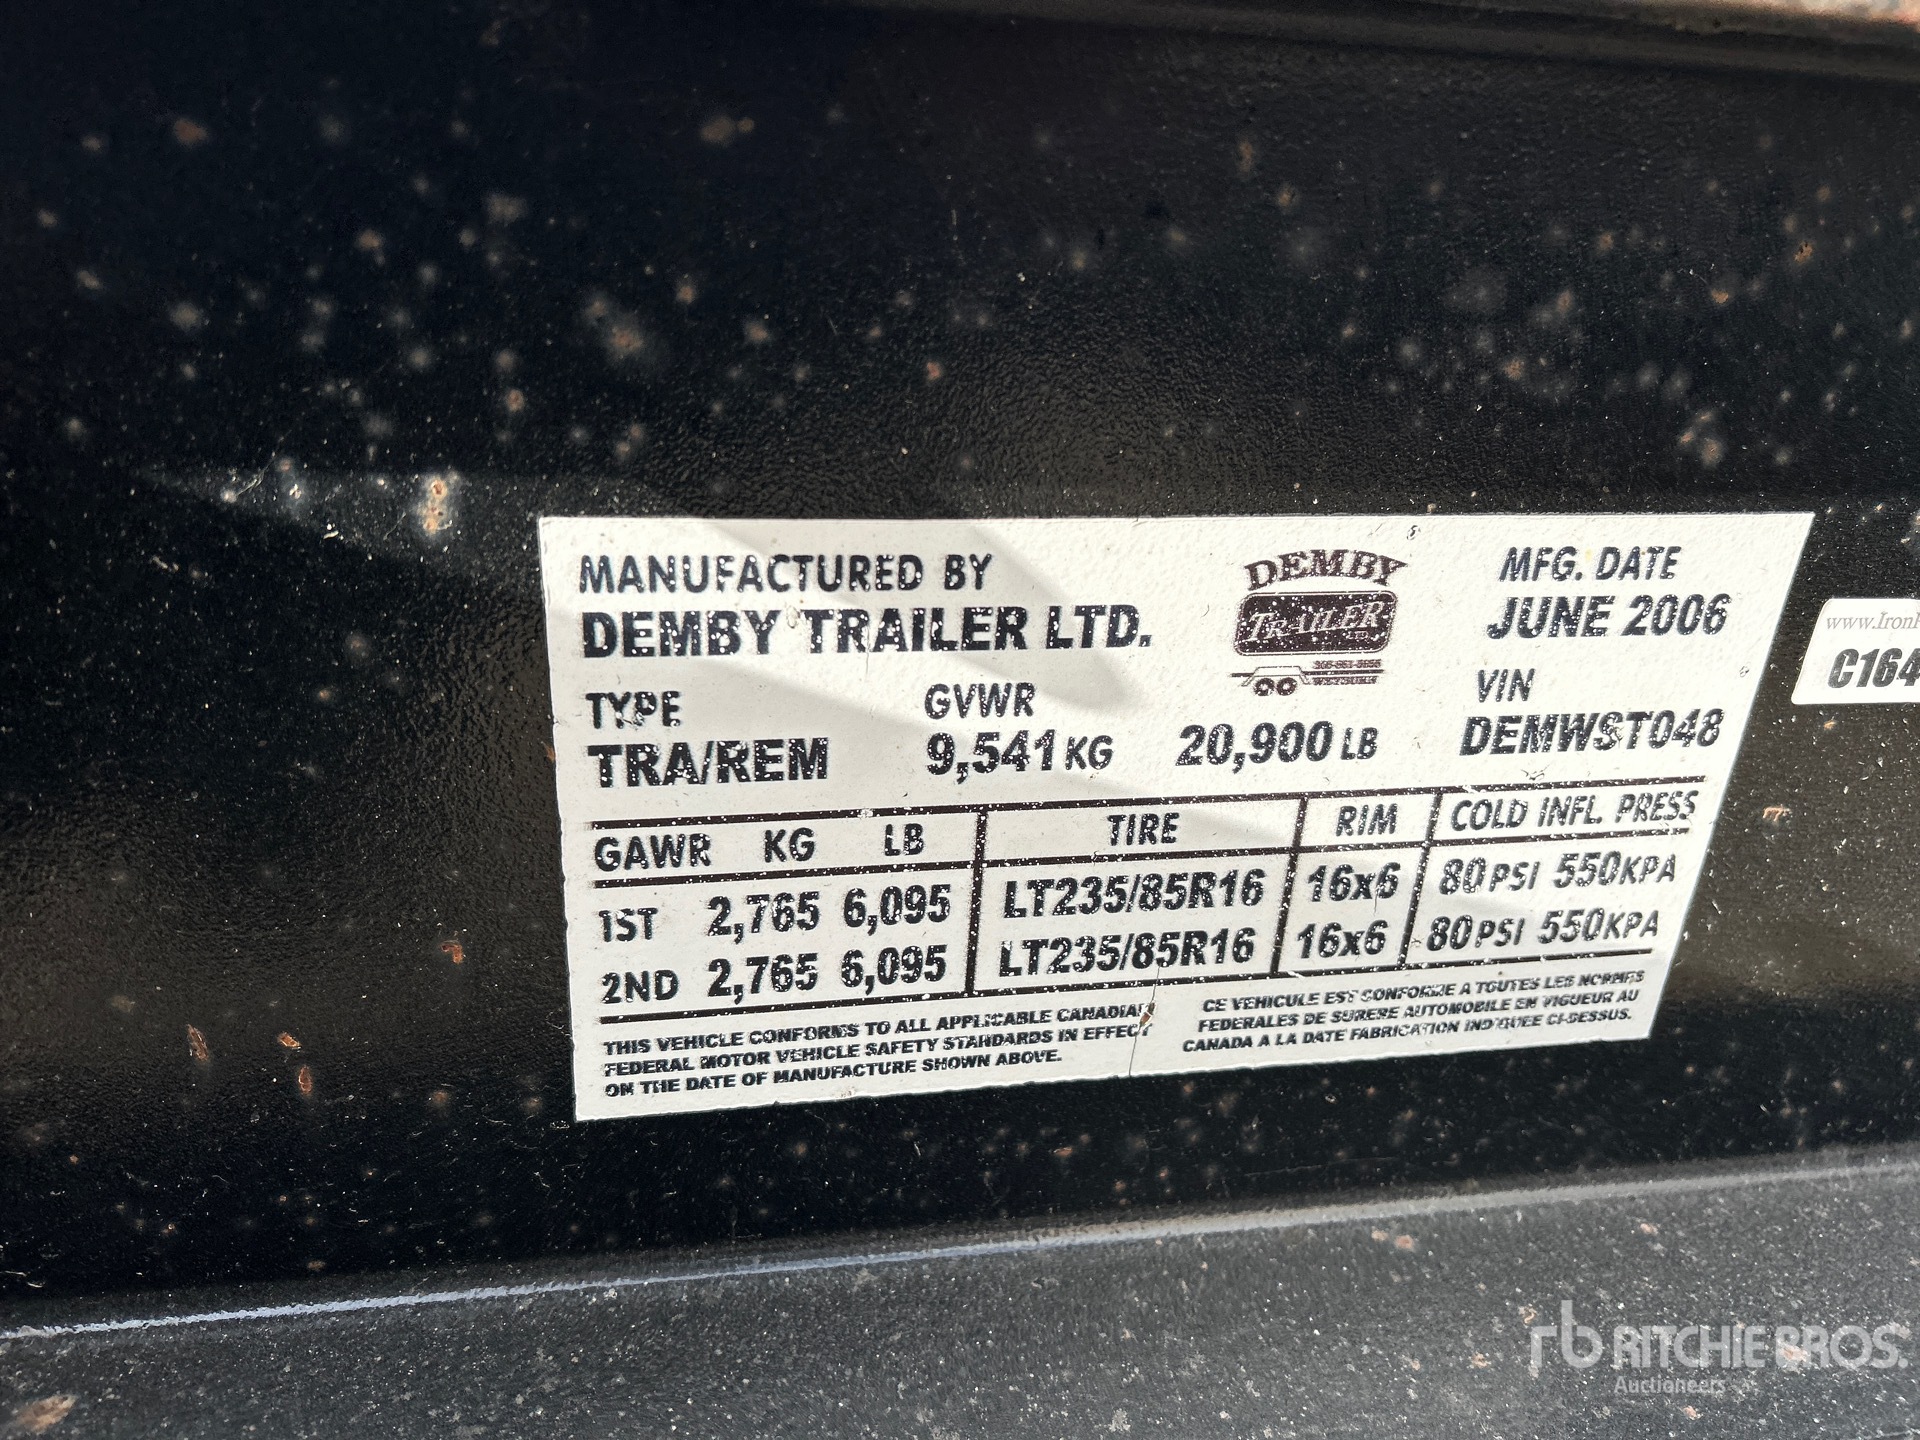 MANUFACTURED BY
DEMBY TRAILER LTD.
DEMBY
TRAILER
LTD.
MFG. DATE
JUNE 2006
TYPE
TRA/REM
GVWR
9,541 KG 20,900 LB
VIN
DEMWST048
GAWR KG LB TIRE RIM COLD INFL. PRESS
1ST 2,765 6,095 LT235/85R16 16x6 80 PSI 550 KPA
2ND 2,765 6,095 LT235/85R16 16x6 80 PSI 550 KPA
THIS VEHICLE CONFORMS TO ALL APPLICABLE CANADIAN
FEDERAL MOTOR VEHICLE SAFETY STANDARDS IN EFFECT
ON THE DATE OF MANUFACTURE SHOWN ABOVE.
CE VEHICULE EST CONFORME A TOUTES LES NORMES
FEDERALES DE SURERE AUTOMOBILE EN VIGUEUR AU
CANADA A LA DATE FABRICATION INDIQUEE CI-DESSUS.
www.Iron
C164
rb RITCHIE BROS.
Auctioneers